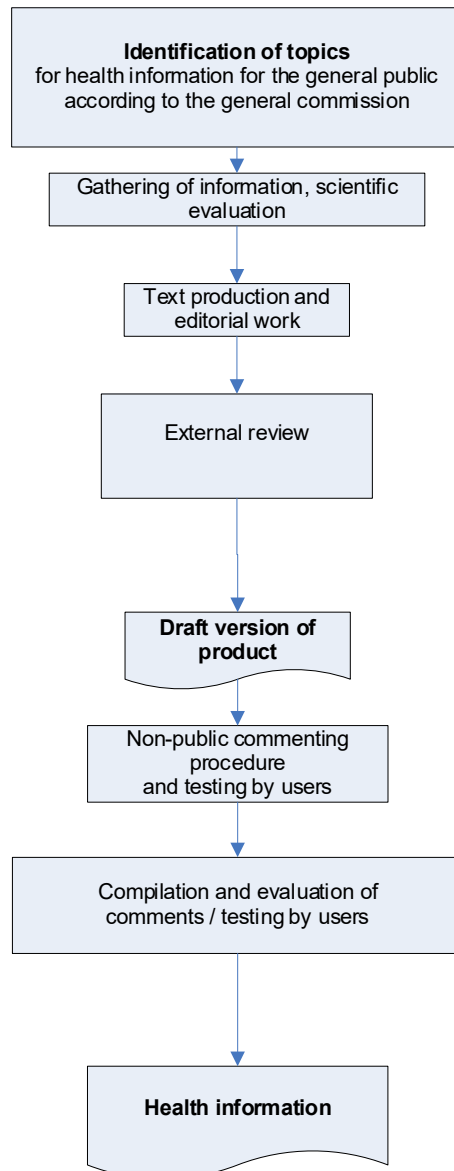 Identification of topics
for health information for the general public
according to the general commission
Gathering of information, scientific
evaluation
Text production and
editorial work
External review
Draft version of
product
Non-public commenting
procedure
and testing by users
Compilation and evaluation of
comments / testing by users
Health information